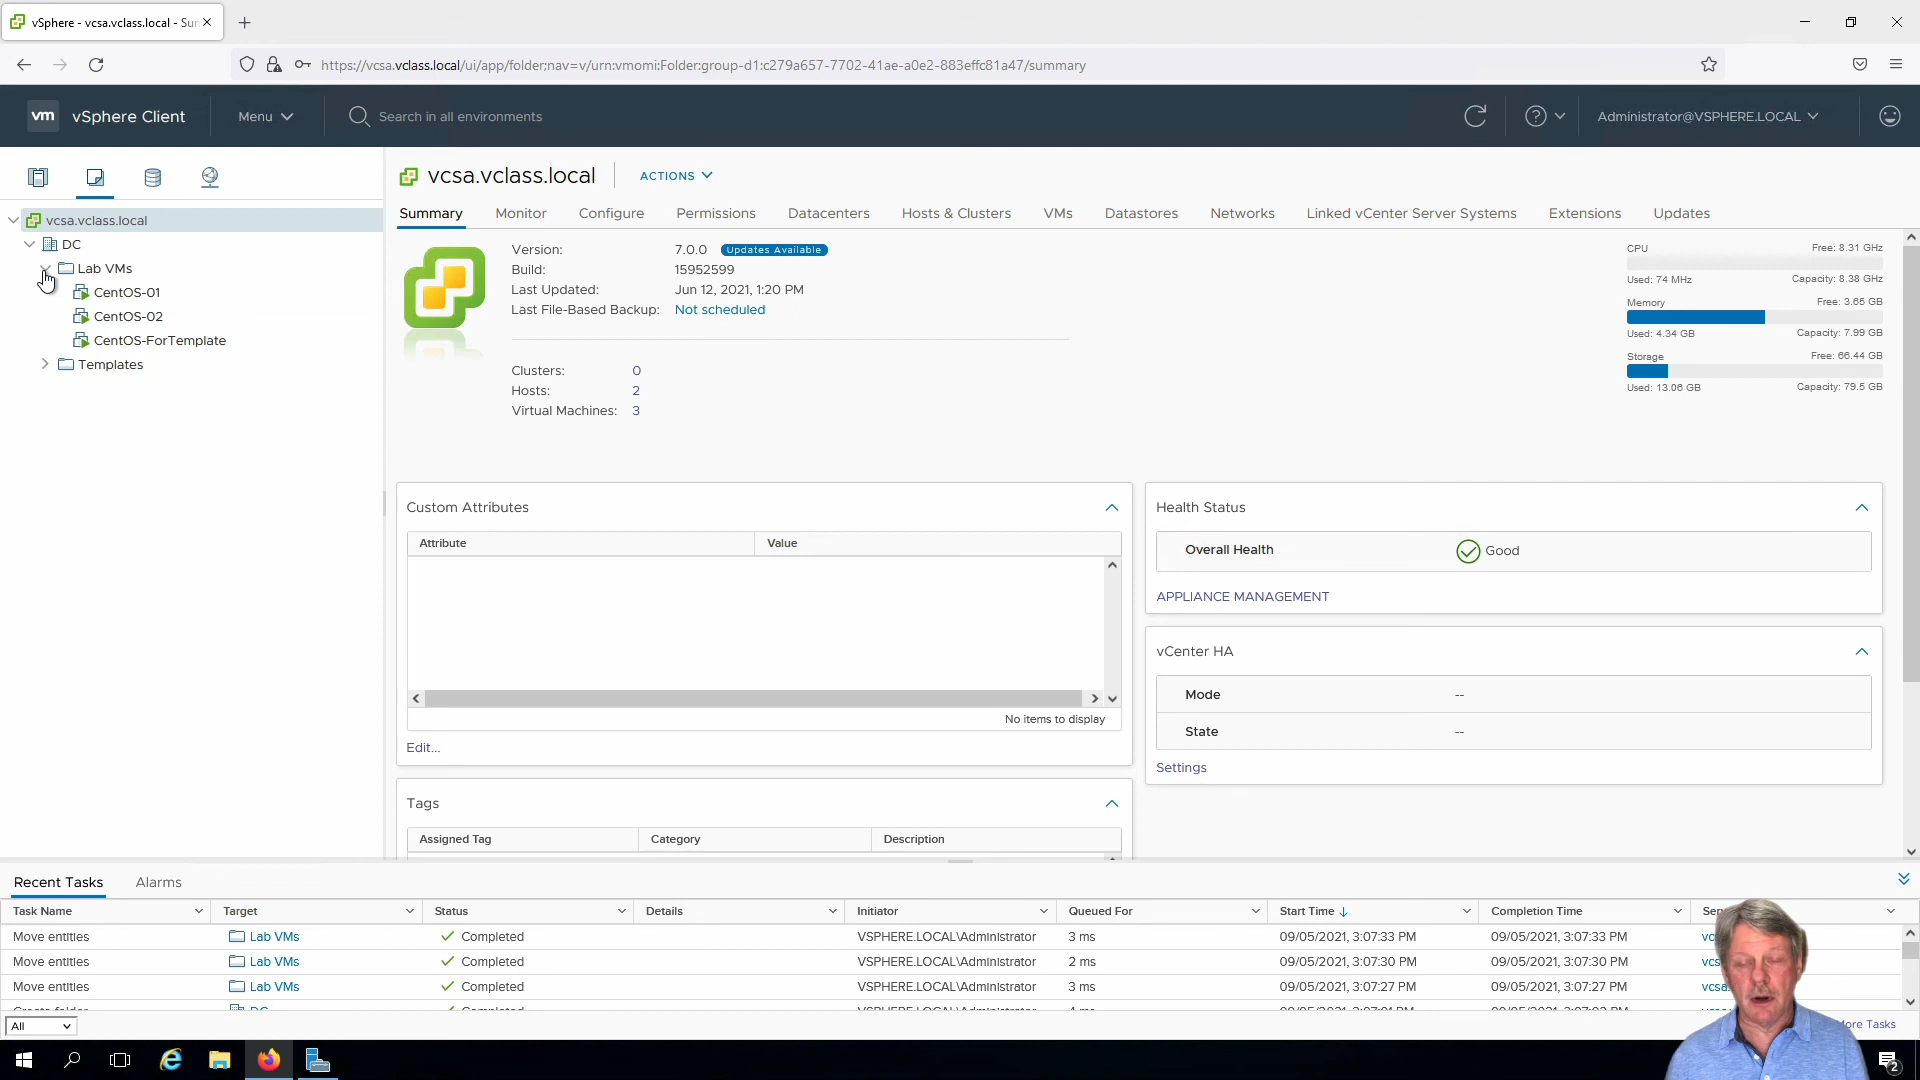 vSphere - vcsa.vclass.local - Sun
https://vcsa.vclass.local/ui/app/folder;nav=v/urn:vmomi:Folder:group-d1:c279a657-7702-41ae-a0e2-883effc81a47/summary
vm vSphere Client Menu Search in all environments Administrator@VSPHERE.LOCAL
vcsa.vclass.local
DC
Lab VMs
CentOS-01
CentOS-02
CentOS-ForTemplate
Templates
vcsa.vclass.local ACTIONS
Summary Monitor Configure Permissions Datacenters Hosts & Clusters VMs Datastores Networks Linked vCenter Server Systems Extensions Updates
Version: 7.0.0 Updates Available
Build: 15952599
Last Updated: Jun 12, 2021, 1:20 PM
Last File-Based Backup: Not scheduled
Clusters: 0
Hosts: 2
Virtual Machines: 3
CPU Free: 8.31 GHz
Used: 74 MHz Capacity: 8.38 GHz
Memory Free: 3.65 GB
Used: 4.34 GB Capacity: 7.99 GB
Storage Free: 66.44 GB
Used: 13.06 GB Capacity: 79.5 GB
Custom Attributes
Attribute Value
No items to display
Edit...
Tags
Assigned Tag Category Description
Health Status
Overall Health Good
APPLIANCE MANAGEMENT
vCenter HA
Mode --
State --
Settings
Recent Tasks Alarms
Task Name Target Status Details Initiator Queued For Start Time Completion Time
Move entities Lab VMs Completed VSPHERE.LOCAL\Administrator 3 ms 09/05/2021, 3:07:33 PM 09/05/2021, 3:07:33 PM
Move entities Lab VMs Completed VSPHERE.LOCAL\Administrator 2 ms 09/05/2021, 3:07:30 PM 09/05/2021, 3:07:30 PM
Move entities Lab VMs Completed VSPHERE.LOCAL\Administrator 3 ms 09/05/2021, 3:07:27 PM 09/05/2021, 3:07:27 PM
All More Tasks
2